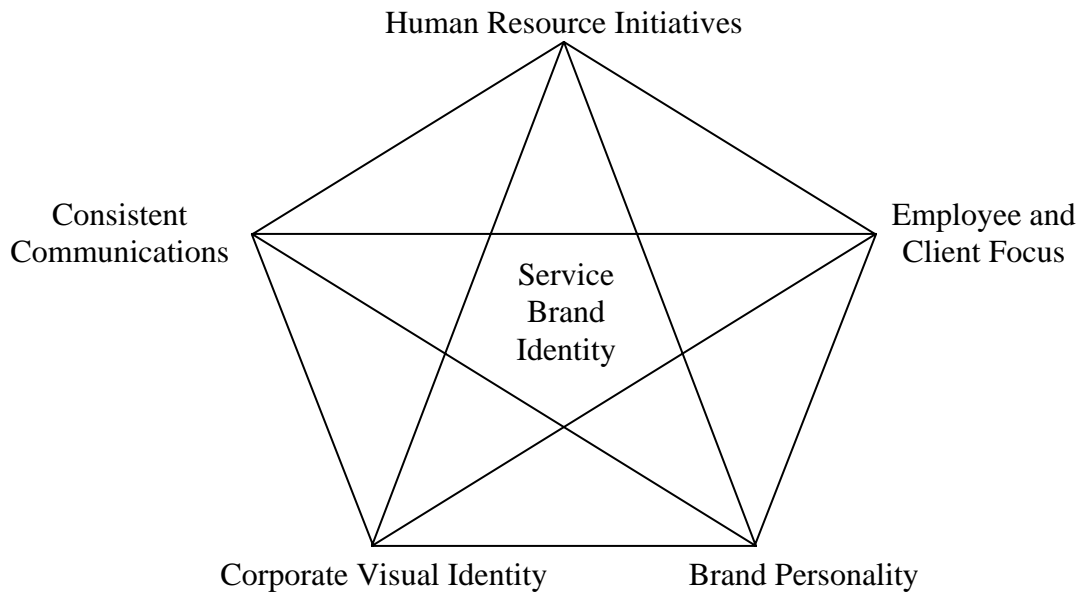 Human Resource Initiatives
Consistent
Communications
Employee and
Client Focus
Service
Brand
Identity
Corporate Visual Identity
Brand Personality